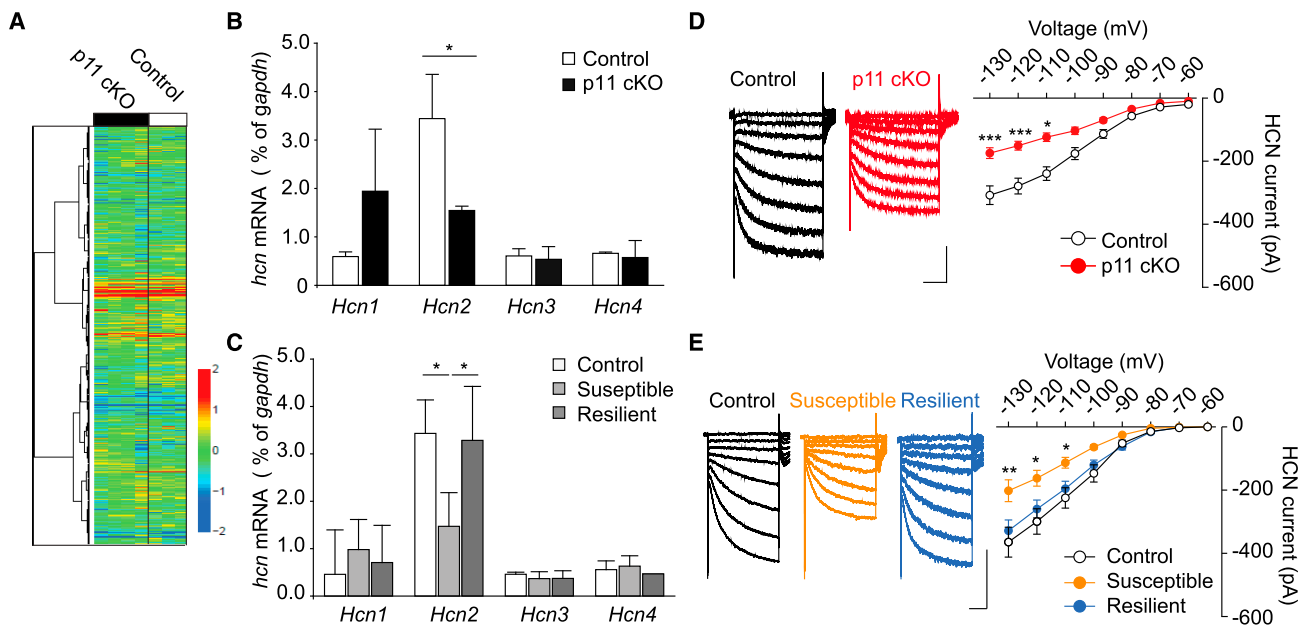 A
p11 cKO
Control
2
1
0
−1
−2
B
5.0
4.0
3.0
2.0
1.0
0
hcn mRNA ( % of gapdh)
*
Control
p11 cKO
Hcn1
Hcn2
Hcn3
Hcn4
C
5.0
4.0
3.0
2.0
1.0
0.0
hcn mRNA ( % of gapdh)
* *
Control
Suseptible
Resilient
Hcn1
Hcn2
Hcn3
Hcn4
D
Control
p11 cKO
Voltage (mV)
-130 -120 -110 -100 -90 -80 -70 -60
*** *** *
0
-200
-400
-600
HCN current (pA)
Control
p11 cKO
E
Control
Susceptible
Resilient
Voltage (mV)
-130 -120 -110 -100 -90 -80 -70 -60
** * *
0
-200
-400
-600
HCN current (pA)
Control
Susceptible
Resilient